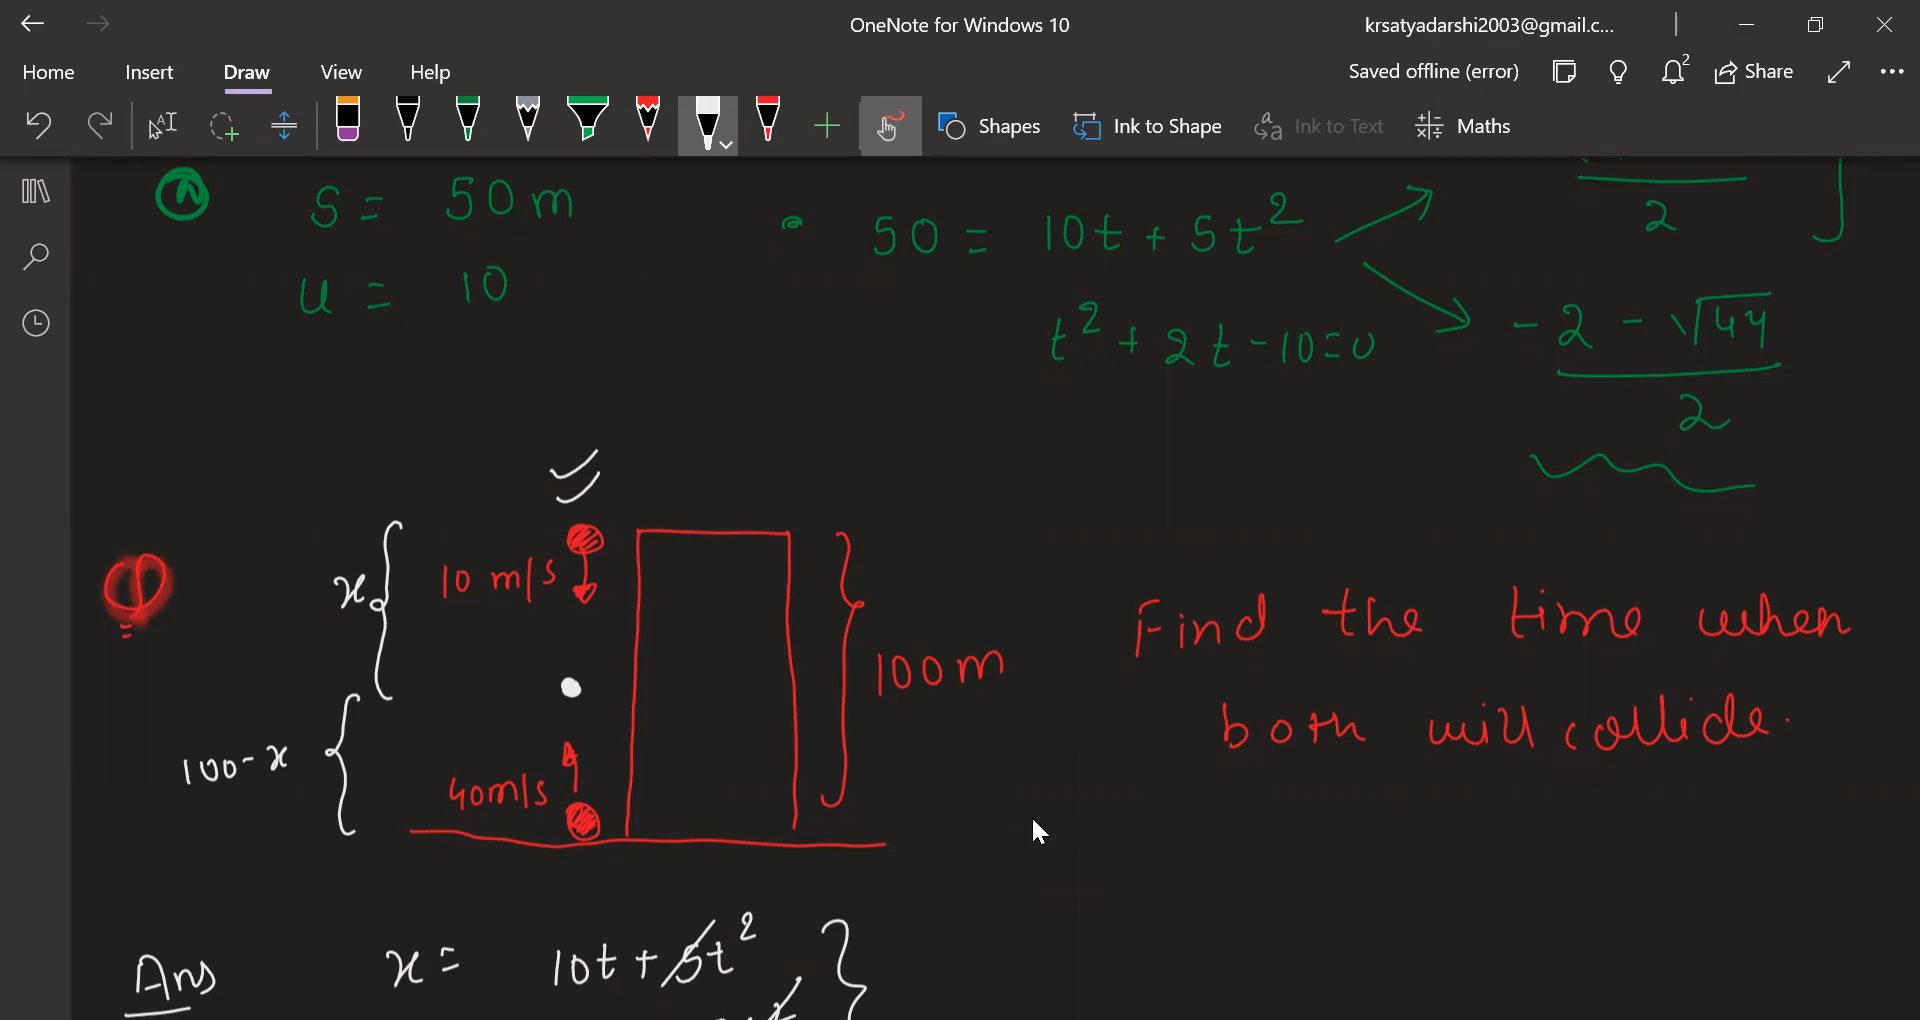 OneNote for Windows 10
krsatyadarshi2003@gmail.c...
Home Insert Draw View Help
Saved offline (error) 2 Share
Shapes Ink to Shape Ink to Text Maths
S = 50 m
50 = 10t + 5t²
2
u = 10
t² + 2t - 10 = 0
-2 - √44
2
x
10 m/s
100m
100-x
40m/s
Find the time when
both will collide.
Ans x = 10t + 5t²